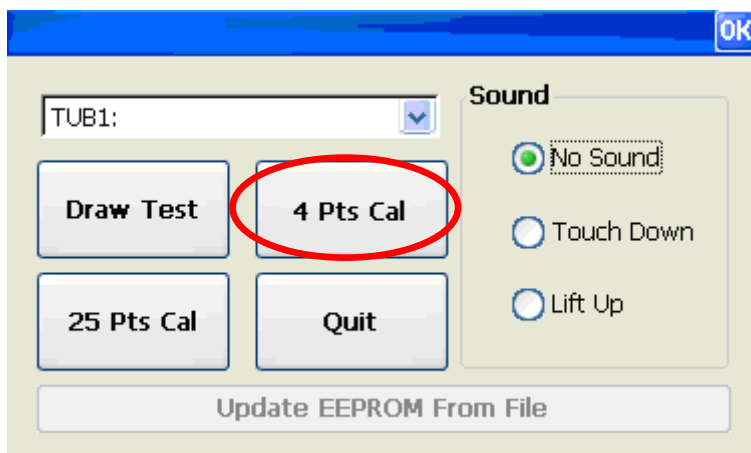 OK
TUB1:
Sound
No Sound
Draw Test
4 Pts Cal
Touch Down
25 Pts Cal
Quit
Lift Up
Update EEPROM From File